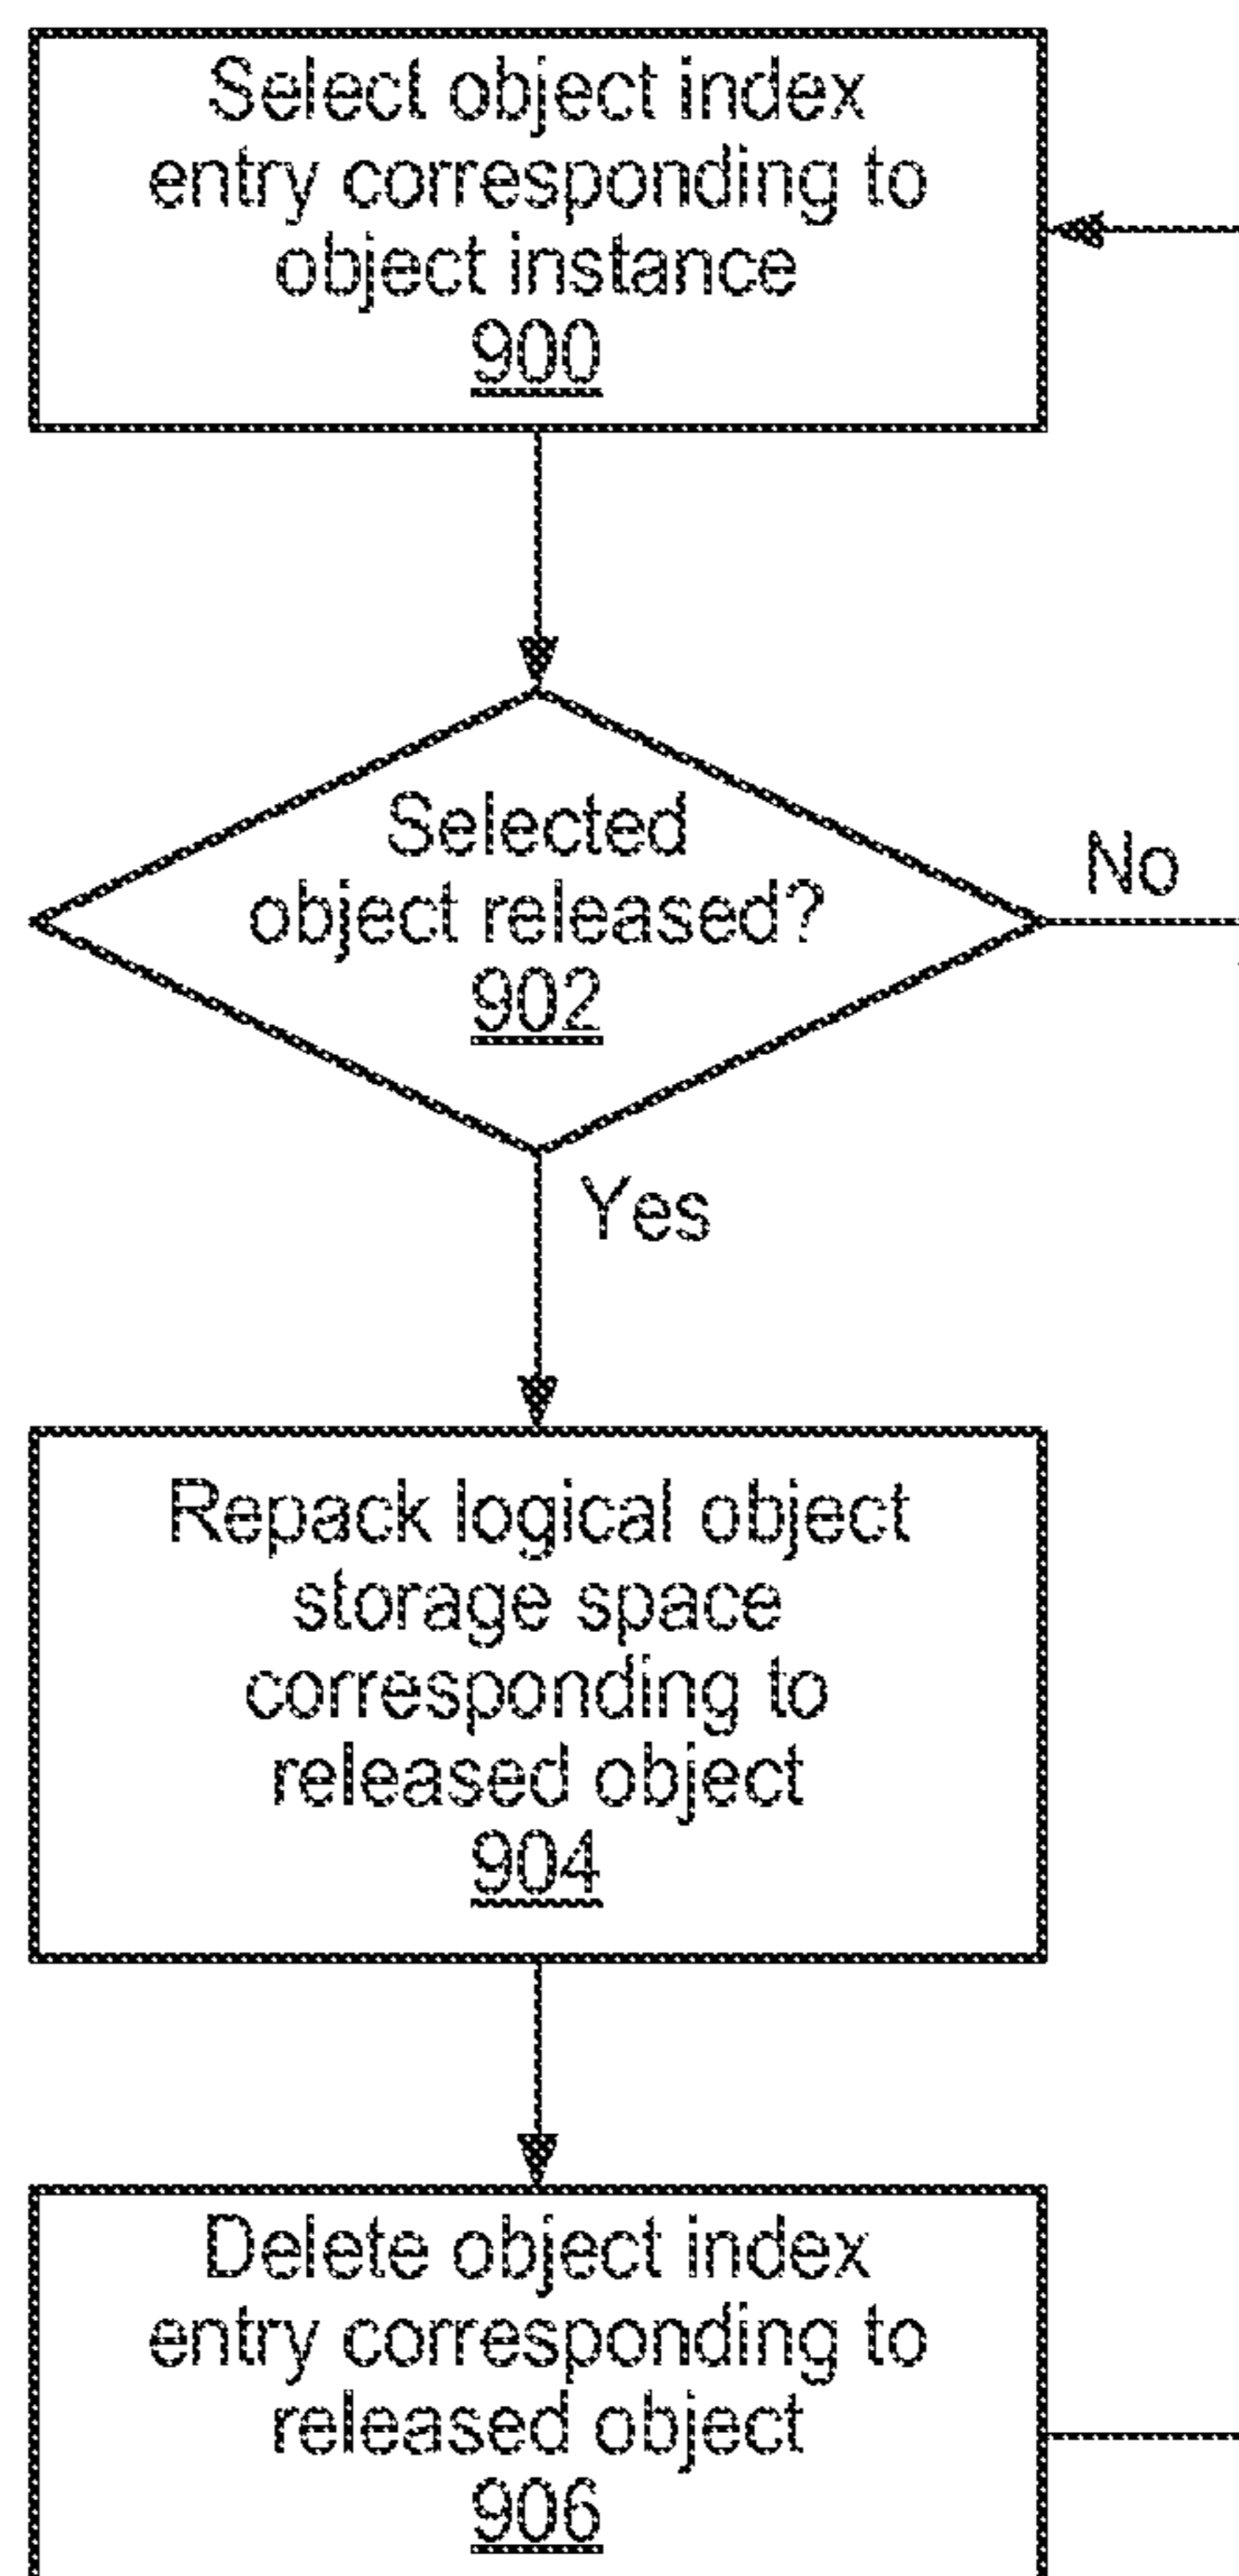 Select object index
entry corresponding to
object instance
900
Selected
object released?
902
No
Yes
Repack logical object
storage space
corresponding to
released object
904
Delete object index
entry corresponding to
released object
906